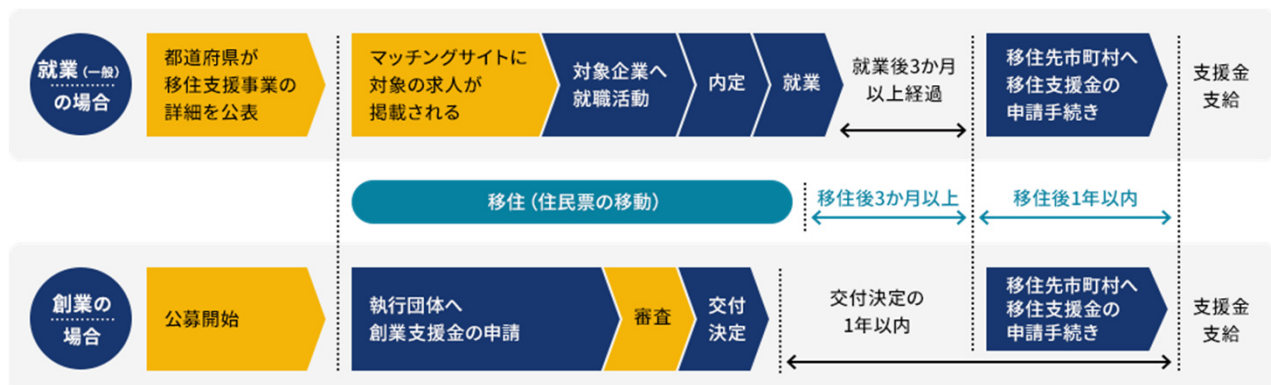 就業（一般）
の場合
都道府県が
移住支援事業の
詳細を公表
マッチングサイトに
対象の求人が
掲載される
対象企業へ
就職活動
内定
就業
就業後3か月
以上経過
移住先市町村へ
移住支援金の
申請手続き
支援金
支給
移住（住民票の移動）
移住後3か月以上
移住後1年以内
創業の
場合
公募開始
執行団体へ
創業支援金の申請
審査
交付
決定
交付決定の
1年以内
移住先市町村へ
移住支援金の
申請手続き
支援金
支給